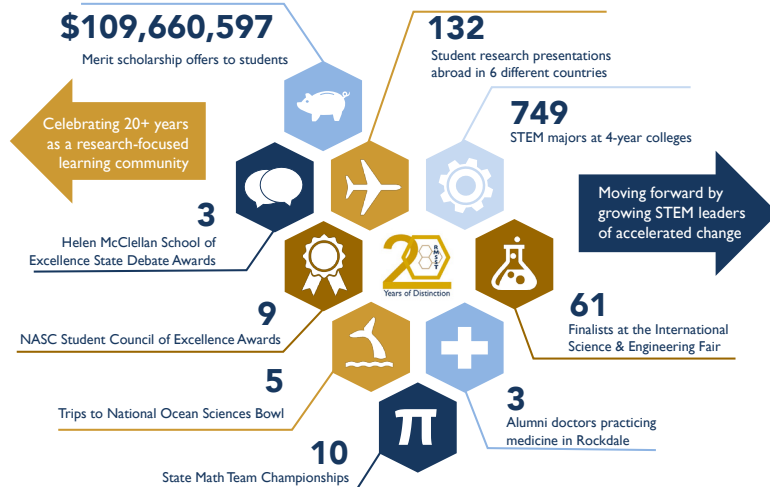 $109,660,597
Merit scholarship offers to students
132
Student research presentations
abroad in 6 different countries
749
STEM majors at 4-year colleges
Celebrating 20+ years
as a research-focused
learning community
Moving forward by
growing STEM leaders
of accelerated change
3
Helen McClellan School of
Excellence State Debate Awards
20
RMSST
Years of Distinction
9
NASC Student Council of Excellence Awards
61
Finalists at the International
Science & Engineering Fair
5
Trips to National Ocean Sciences Bowl
3
Alumni doctors practicing
medicine in Rockdale
π
10
State Math Team Championships